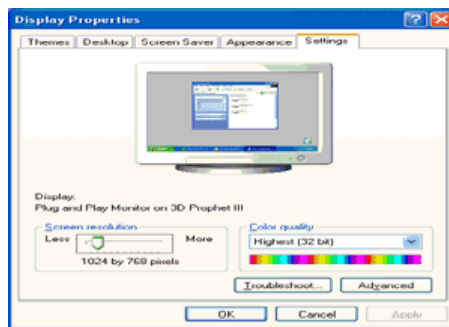 Display Properties
Themes Desktop Screen Saver Appearance Settings
Display:
Plug and Play Monitor on 3D Prophet III
Screen resolution
Less More
1024 by 768 pixels
Color quality
Highest (32 bit)
Troubleshoot... Advanced
OK Cancel Apply